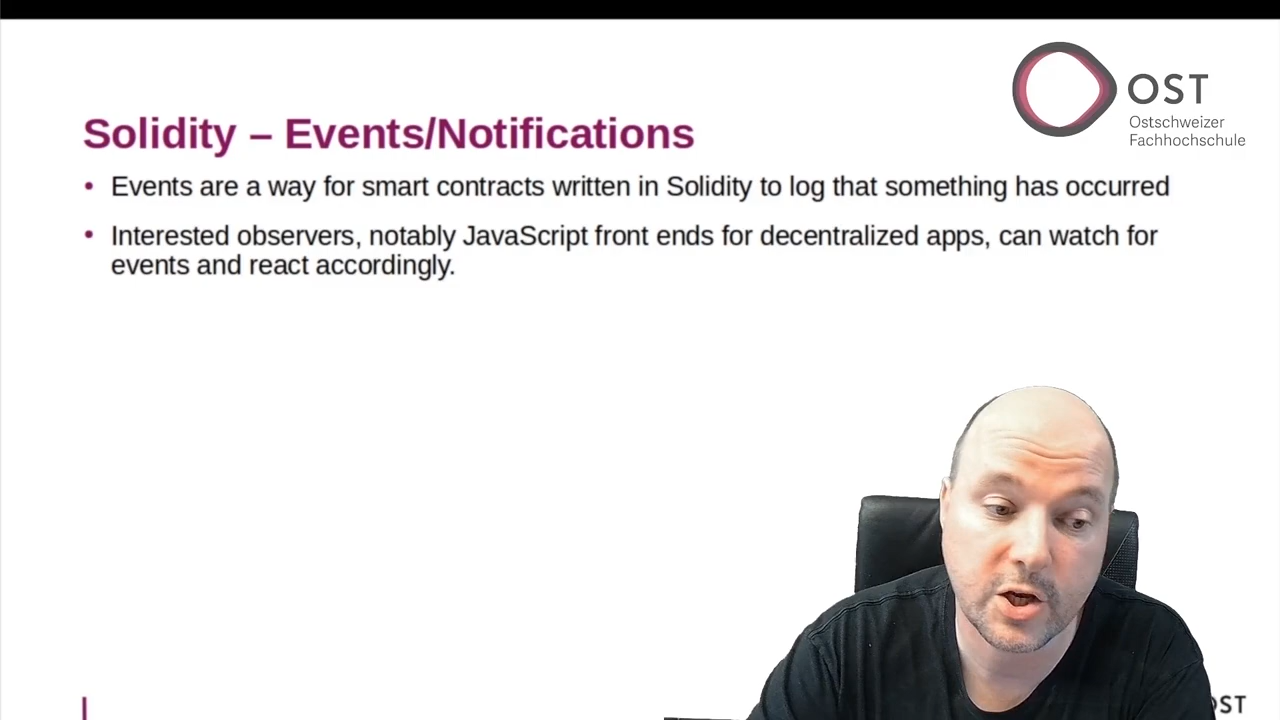 OST
Ostschweizer
Fachhochschule
Solidity – Events/Notifications
• Events are a way for smart contracts written in Solidity to log that something has occurred
• Interested observers, notably JavaScript front ends for decentralized apps, can watch for
events and react accordingly.
OST